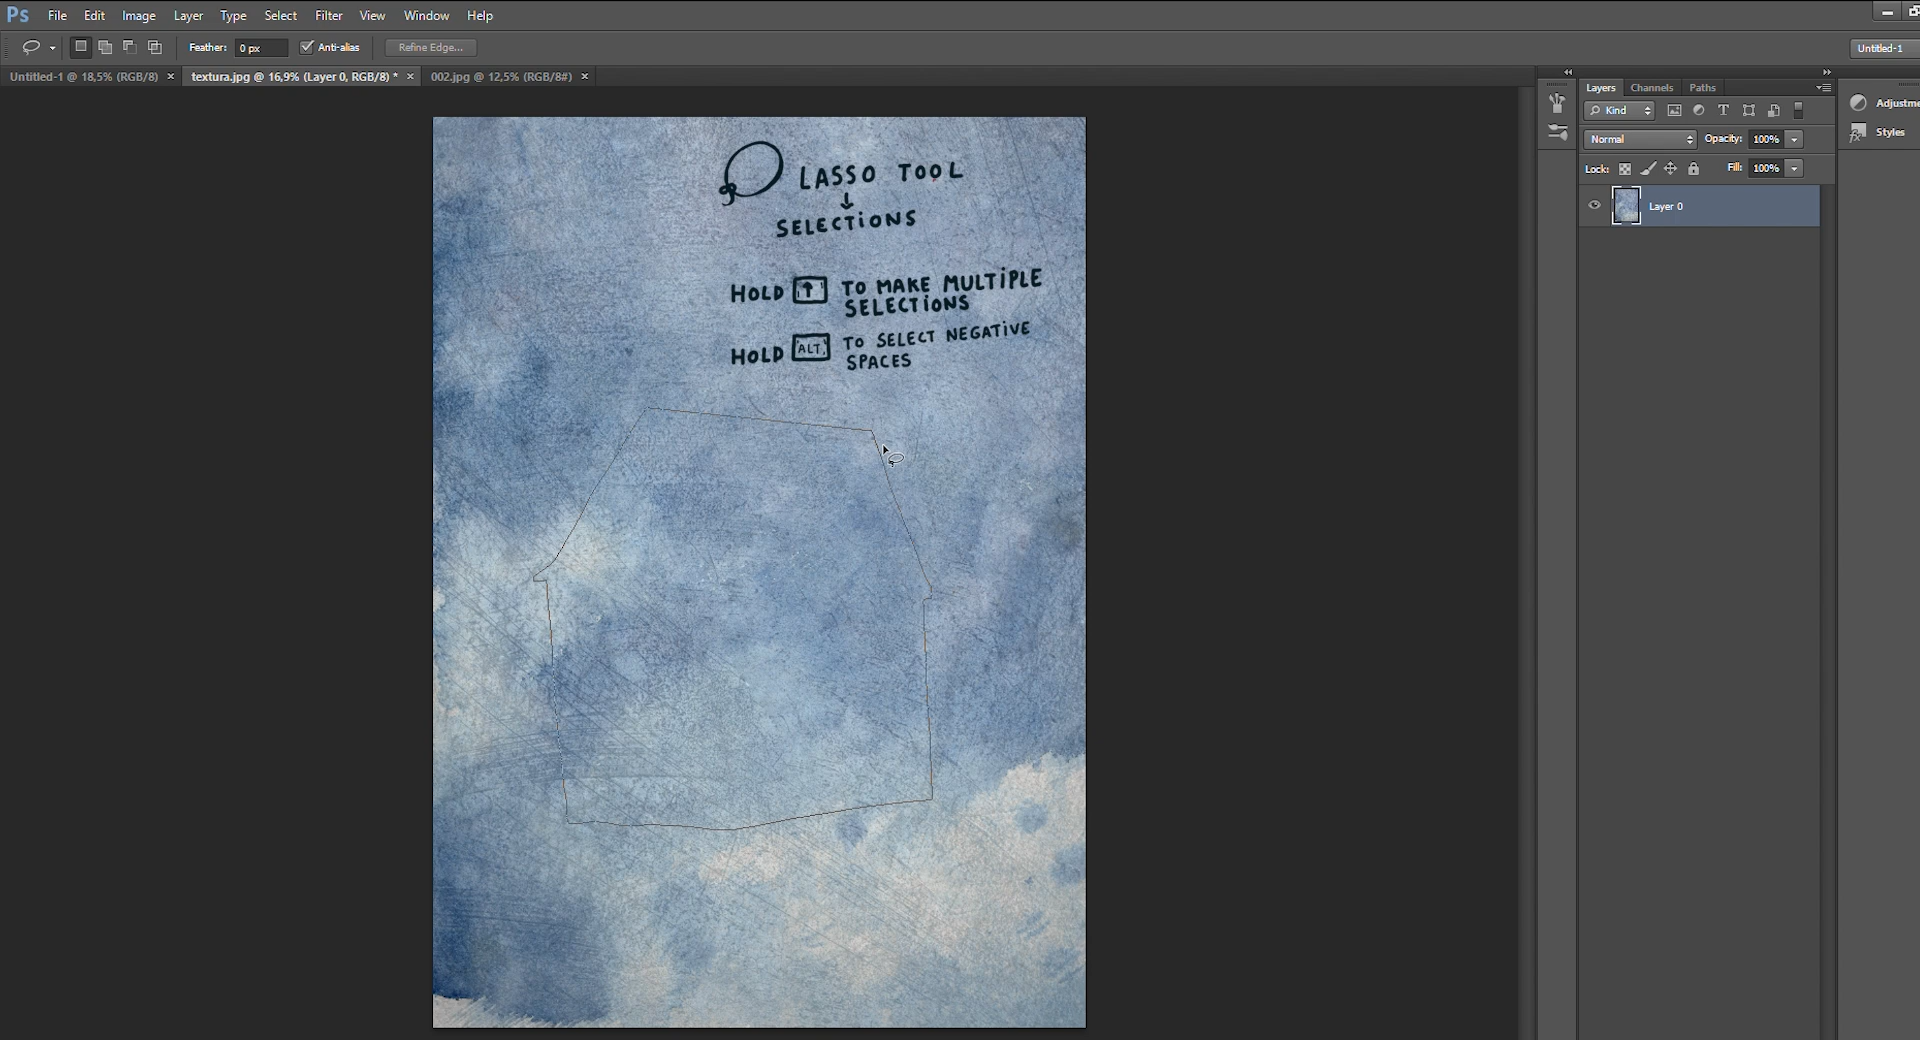 Ps File Edit Image Layer Type Select Filter View Window Help
Feather: 0 px Anti-alias Refine Edge... Untitled-1
Untitled-1 @ 18,5% (RGB/8) × textura.jpg @ 16,9% (Layer 0, RGB/8) * × 002.jpg @ 12,5% (RGB/8#) ×
Layers Channels Paths
Kind
Normal Opacity: 100%
Lock: Fill: 100%
Layer 0
Adjustme
Styles
fx
LASSO TOOL
↓
SELECTIONS
HOLD ↑ TO MAKE MULTIPLE
SELECTIONS
HOLD ALT TO SELECT NEGATIVE
SPACES